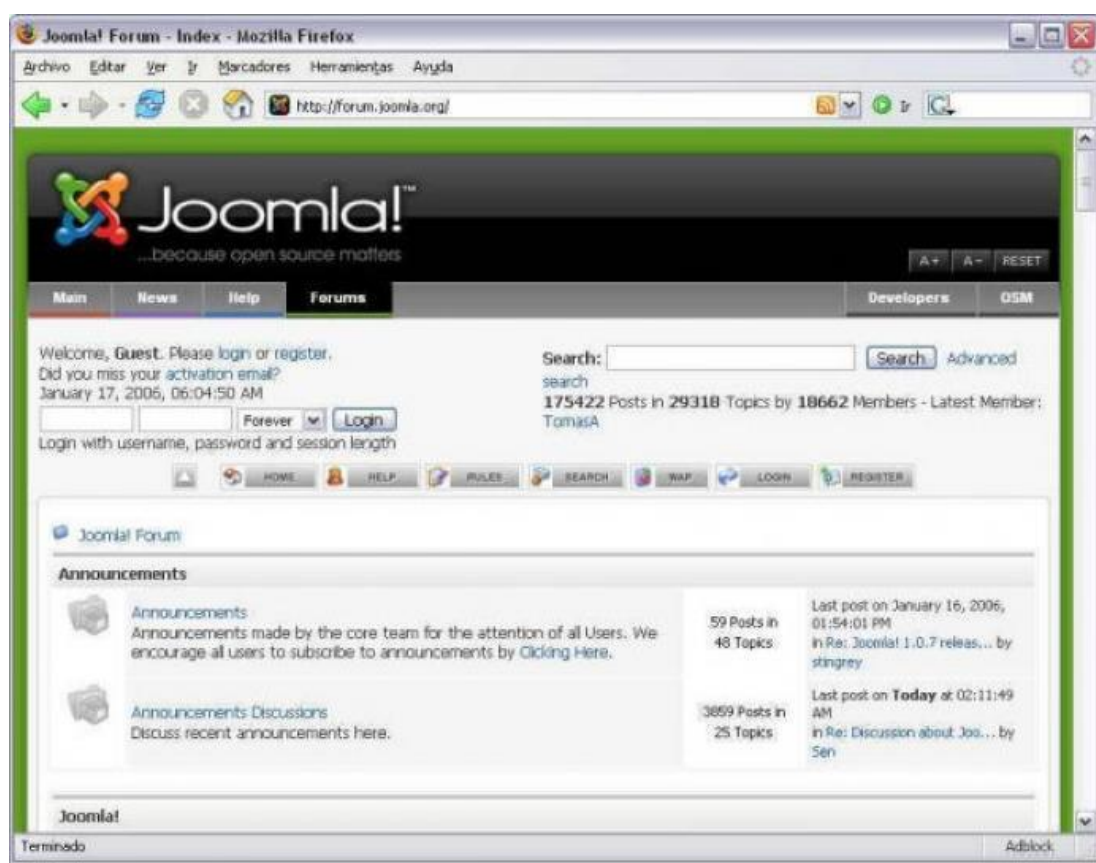 Joomla! Forum - Index - Mozilla Firefox
Archivo Editar Ver Ir Marcadores Herramientas Ayuda
http://forum.joomla.org/ Ir
Joomla!™
...because open source matters
A+ A- RESET
Main News Help Forums Developers OSM
Welcome, Guest. Please login or register.
Did you miss your activation email?
January 17, 2006, 06:04:50 AM
Forever Login
Login with username, password and session length
Search: Search Advanced
search
175422 Posts in 29318 Topics by 18662 Members - Latest Member:
TomasA
HOME HELP RULES SEARCH WAP LOGIN REGISTER
Joomla! Forum
Announcements
Announcements
Announcements made by the core team for the attention of all Users. We
encourage all users to subscribe to announcements by Clicking Here.
59 Posts in
48 Topics
Last post on January 16, 2006,
01:54:01 PM
in Re: Joomla! 1.0.7 releas... by
stingrey
Announcements Discussions
Discuss recent announcements here.
3859 Posts in
25 Topics
Last post on Today at 02:11:49
AM
in Re: Discussion about Joo... by
Sen
Joomla!
Terminado Adblock